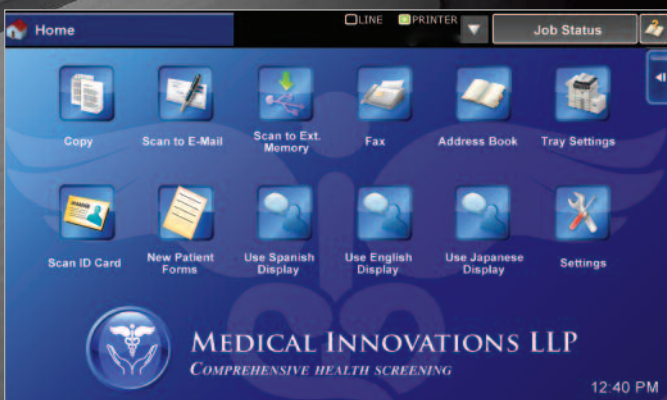 Home
LINE PRINTER
Job Status
Copy
Scan to E-Mail
Scan to Ext.
Memory
Fax
Address Book
Tray Settings
Scan ID Card
New Patient
Forms
Use Spanish
Display
Use English
Display
Use Japanese
Display
Settings
MEDICAL INNOVATIONS LLP
COMPREHENSIVE HEALTH SCREENING
12:40 PM